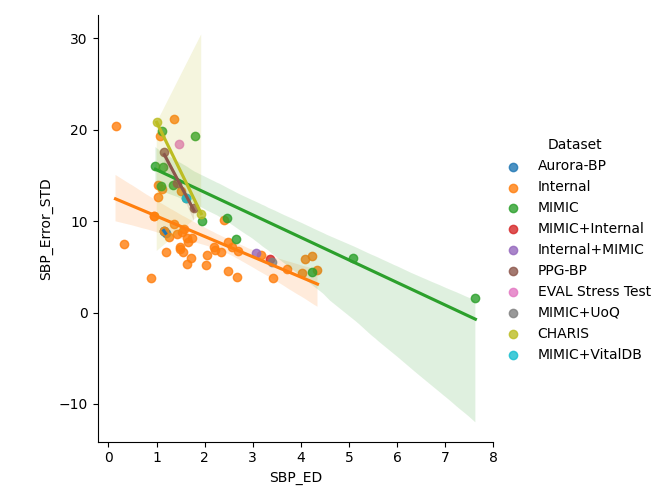 30
20
10
0
−10
SBP_Error_STD
0 1 2 3 4 5 6 7 8
SBP_ED
Dataset
Aurora-BP
Internal
MIMIC
MIMIC+Internal
Internal+MIMIC
PPG-BP
EVAL Stress Test
MIMIC+UoQ
CHARIS
MIMIC+VitalDB